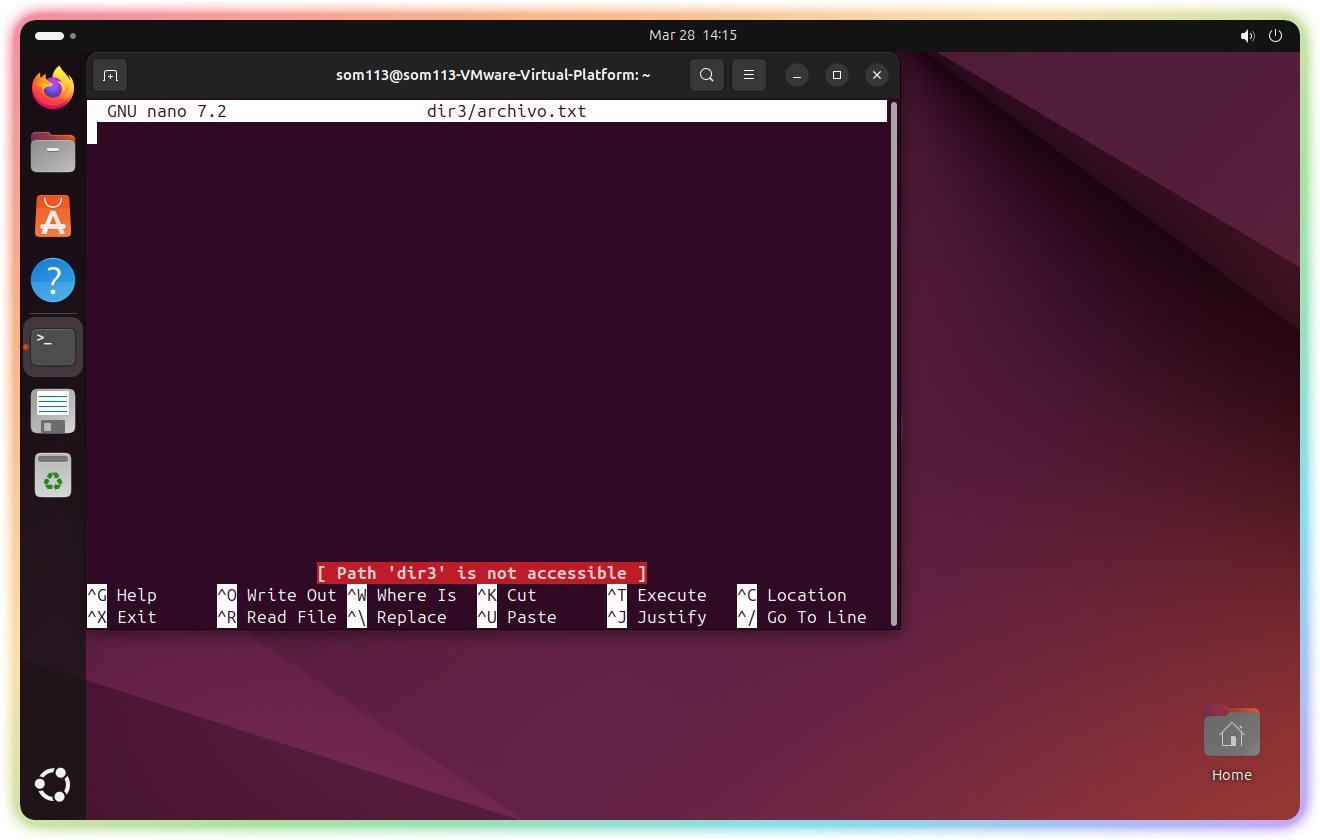 Mar 28 14:15
som113@som113-VMware-Virtual-Platform: ~
GNU nano 7.2 dir3/archivo.txt
[ Path 'dir3' is not accessible ]
^G Help ^O Write Out ^W Where Is ^K Cut ^T Execute ^C Location
^X Exit ^R Read File ^\ Replace ^U Paste ^J Justify ^/ Go To Line
Home